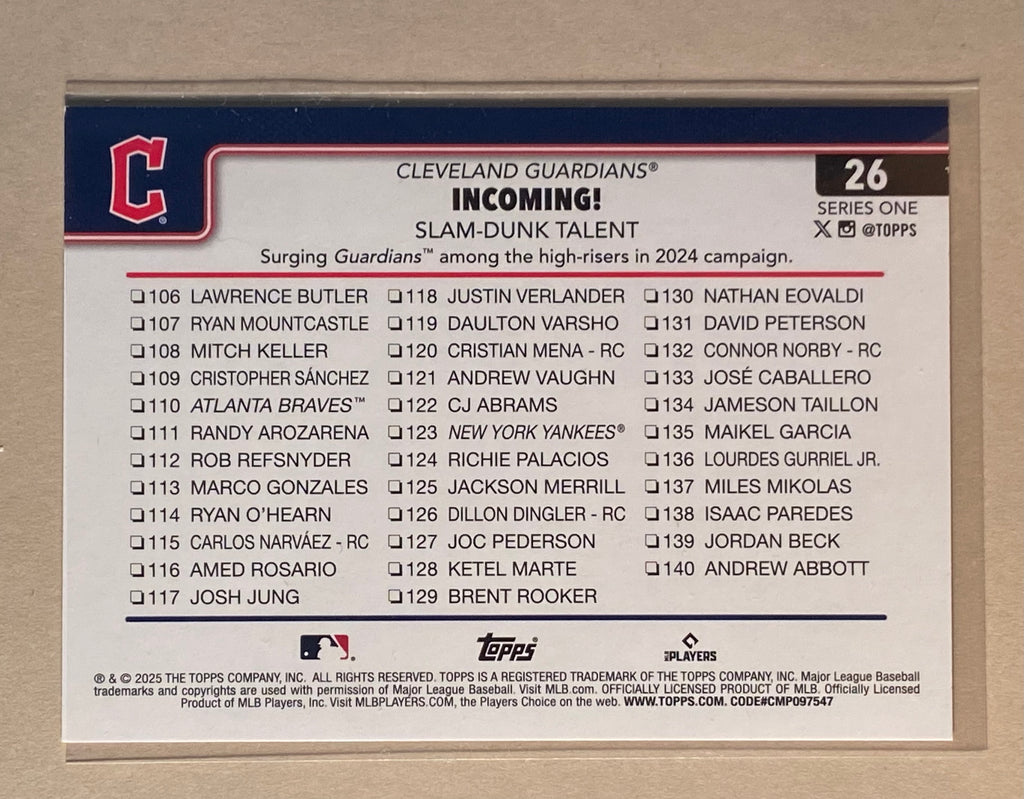 C
CLEVELAND GUARDIANS®
INCOMING!
SLAM-DUNK TALENT
Surging Guardians™ among the high-risers in 2024 campaign.
26
SERIES ONE
X @TOPPS
106 LAWRENCE BUTLER
107 RYAN MOUNTCASTLE
108 MITCH KELLER
109 CRISTOPHER SÁNCHEZ
110 ATLANTA BRAVES™
111 RANDY AROZARENA
112 ROB REFSNYDER
113 MARCO GONZALES
114 RYAN O'HEARN
115 CARLOS NARVÁEZ - RC
116 AMED ROSARIO
117 JOSH JUNG
118 JUSTIN VERLANDER
119 DAULTON VARSHO
120 CRISTIAN MENA - RC
121 ANDREW VAUGHN
122 CJ ABRAMS
123 NEW YORK YANKEES®
124 RICHIE PALACIOS
125 JACKSON MERRILL
126 DILLON DINGLER - RC
127 JOC PEDERSON
128 KETEL MARTE
129 BRENT ROOKER
130 NATHAN EOVALDI
131 DAVID PETERSON
132 CONNOR NORBY - RC
133 JOSÉ CABALLERO
134 JAMESON TAILLON
135 MAIKEL GARCIA
136 LOURDES GURRIEL JR.
137 MILES MIKOLAS
138 ISAAC PAREDES
139 JORDAN BECK
140 ANDREW ABBOTT
topps®
MLB PLAYERS
® & © 2025 THE TOPPS COMPANY, INC. ALL RIGHTS RESERVED. TOPPS IS A REGISTERED TRADEMARK OF THE TOPPS COMPANY, INC. Major League Baseball
trademarks and copyrights are used with permission of Major League Baseball. Visit MLB.com. OFFICIALLY LICENSED PRODUCT OF MLB. Officially Licensed
Product of MLB Players, Inc. Visit MLBPLAYERS.COM, the Players Choice on the web. WWW.TOPPS.COM. CODE#CMP097547